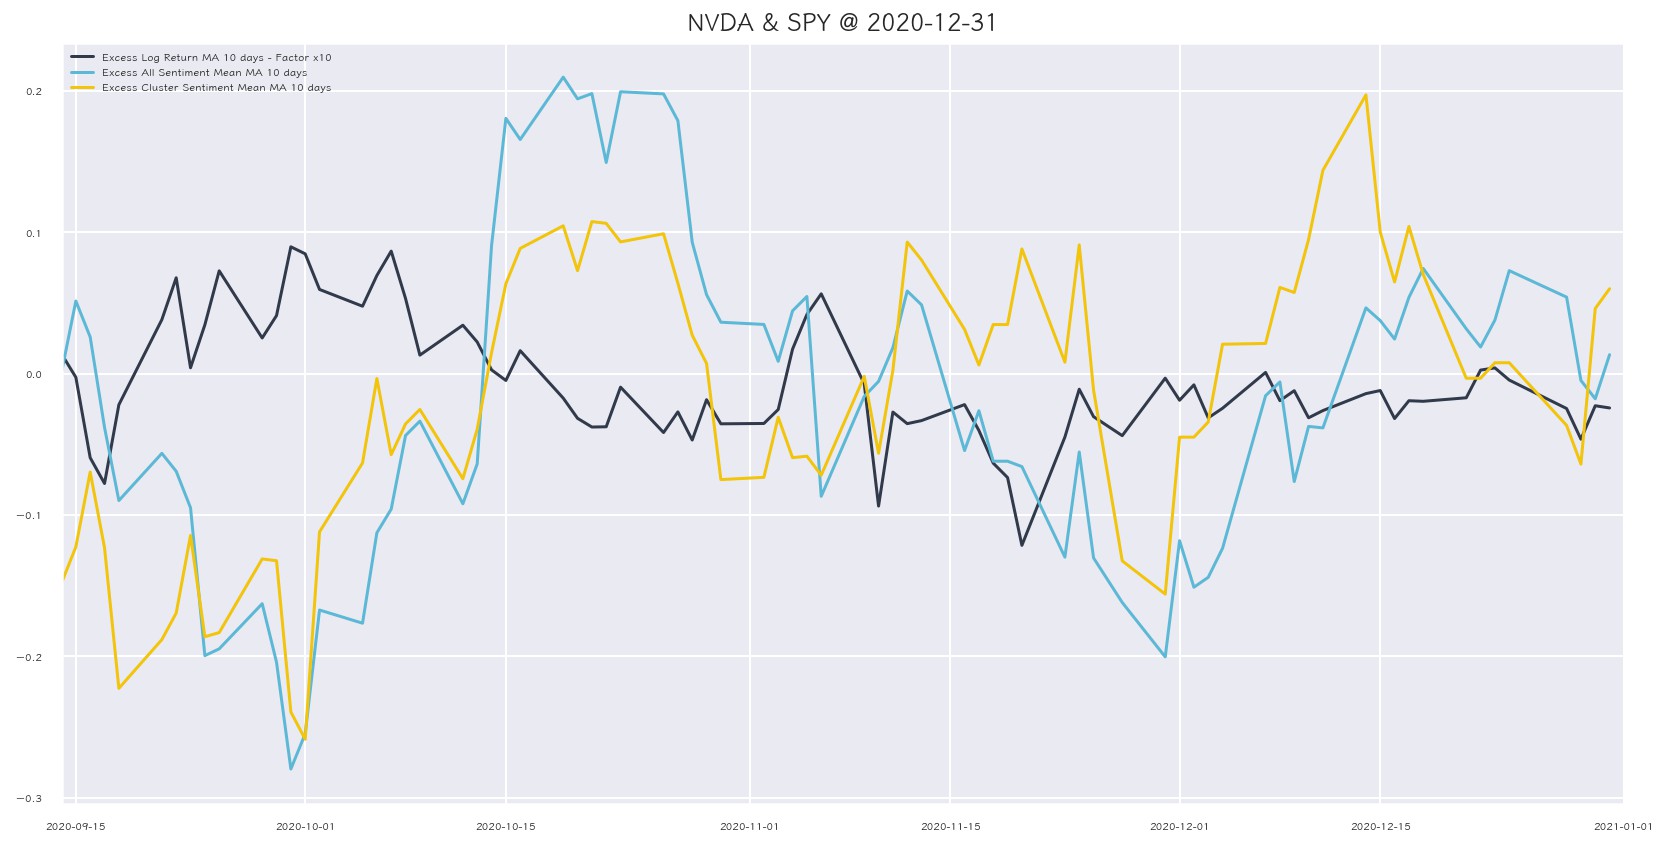 NVDA & SPY @ 2020-12-31
Excess Log Return MA 10 days - Factor x10
Excess All Sentiment Mean MA 10 days
Excess Cluster Sentiment Mean MA 10 days
0.2
0.1
0.0
−0.1
−0.2
−0.3
2020-09-15 2020-10-01 2020-10-15 2020-11-01 2020-11-15 2020-12-01 2020-12-15 2021-01-01